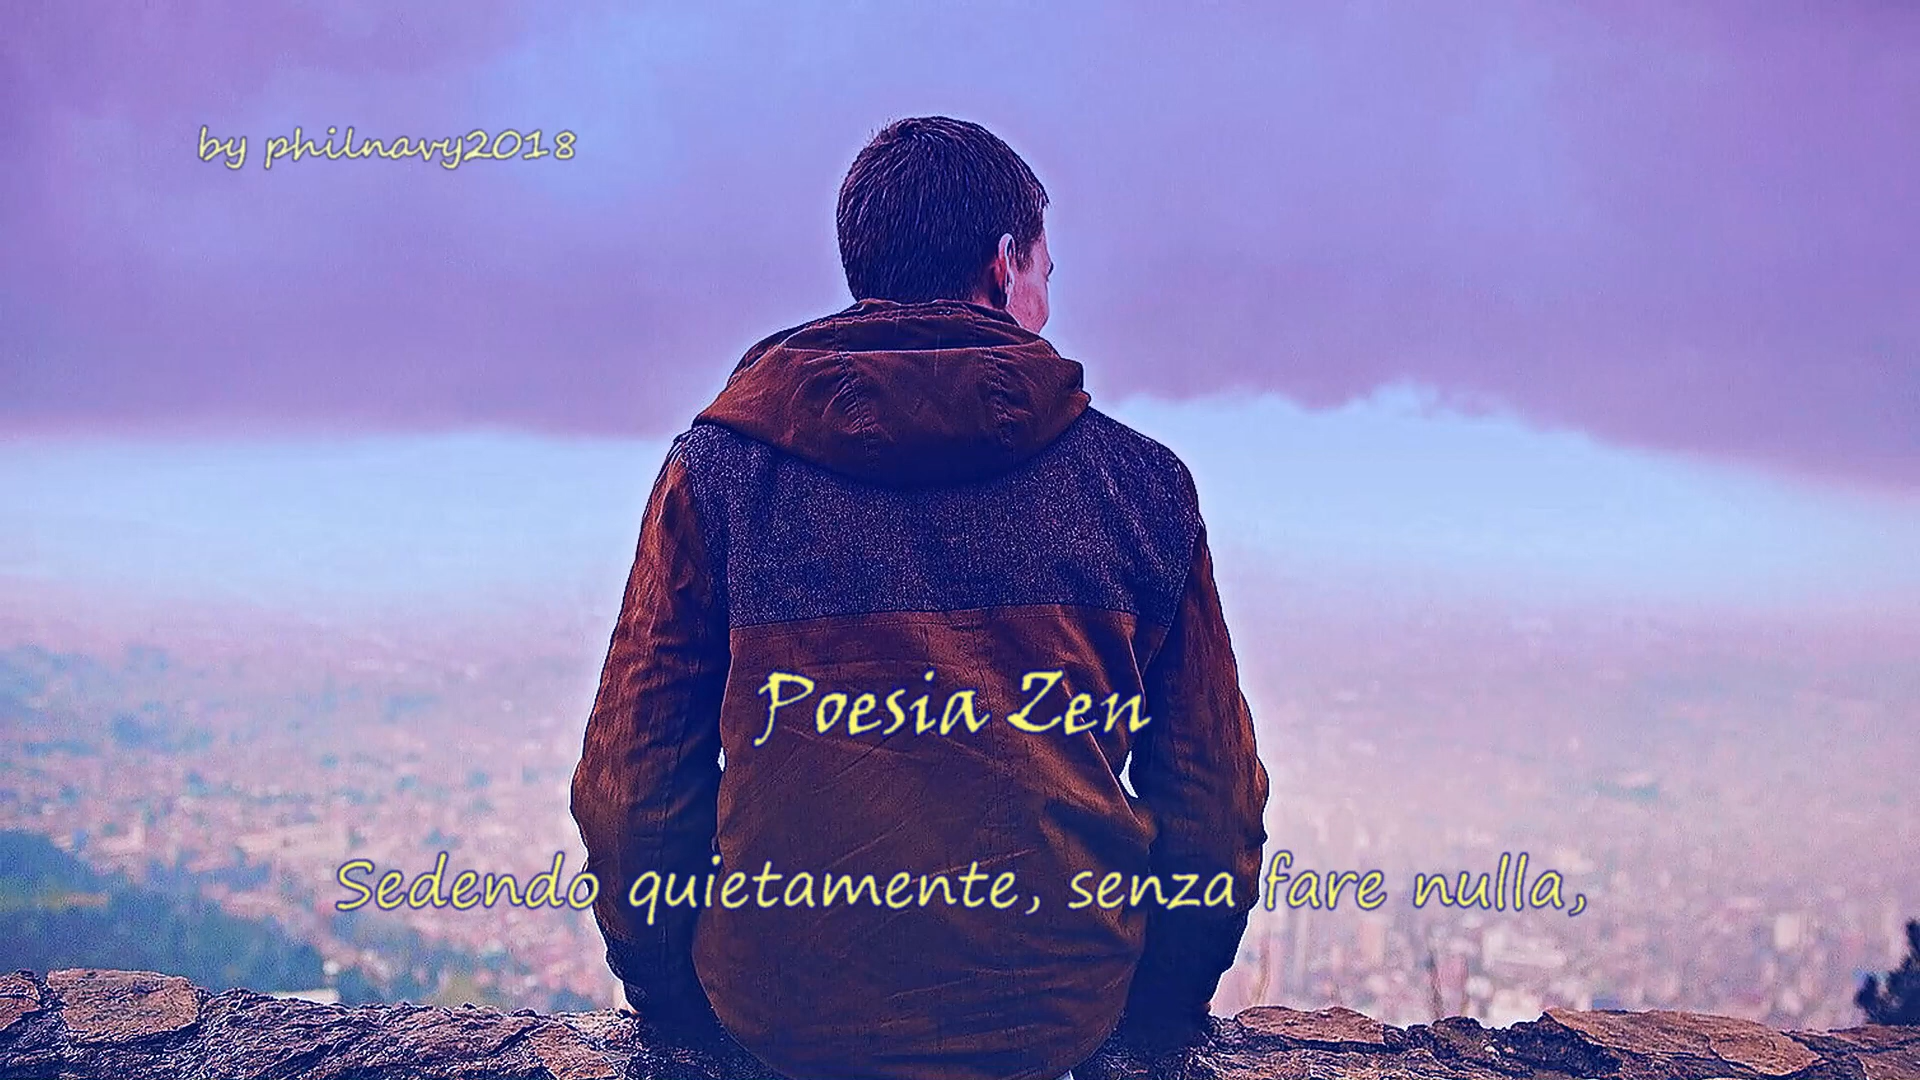 by philnavy2018
Poesia Zen
Sedendo quietamente, senza fare nulla,